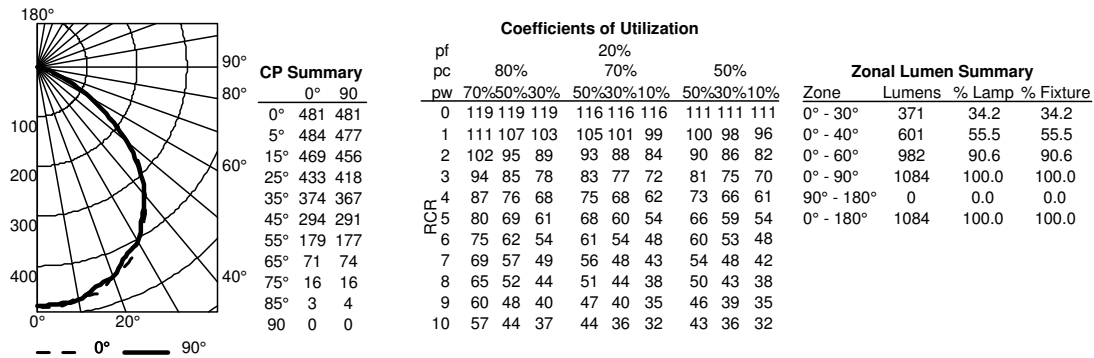 180°
90°
80°
60°
40°
20°
0°
100
200
300
400
0° 90°
CP Summary
0° 90
0° 481 481
5° 484 477
15° 469 456
25° 433 418
35° 374 367
45° 294 291
55° 179 177
65° 71 74
75° 16 16
85° 3 4
90 0 0
Coefficients of Utilization
pf 20%
pc 80% 70% 50%
pw 70%50%30% 50%30%10% 50%30%10%
RCR
0 119 119 119 116 116 116 111 111 111
1 111 107 103 105 101 99 100 98 96
2 102 95 89 93 88 84 90 86 82
3 94 85 78 83 77 72 81 75 70
4 87 76 68 75 68 62 73 66 61
5 80 69 61 68 60 54 66 59 54
6 75 62 54 61 54 48 60 53 48
7 69 57 49 56 48 43 54 48 42
8 65 52 44 51 44 38 50 43 38
9 60 48 40 47 40 35 46 39 35
10 57 44 37 44 36 32 43 36 32
Zonal Lumen Summary
Zone Lumens % Lamp % Fixture
0° - 30° 371 34.2 34.2
0° - 40° 601 55.5 55.5
0° - 60° 982 90.6 90.6
0° - 90° 1084 100.0 100.0
90° - 180° 0 0.0 0.0
0° - 180° 1084 100.0 100.0